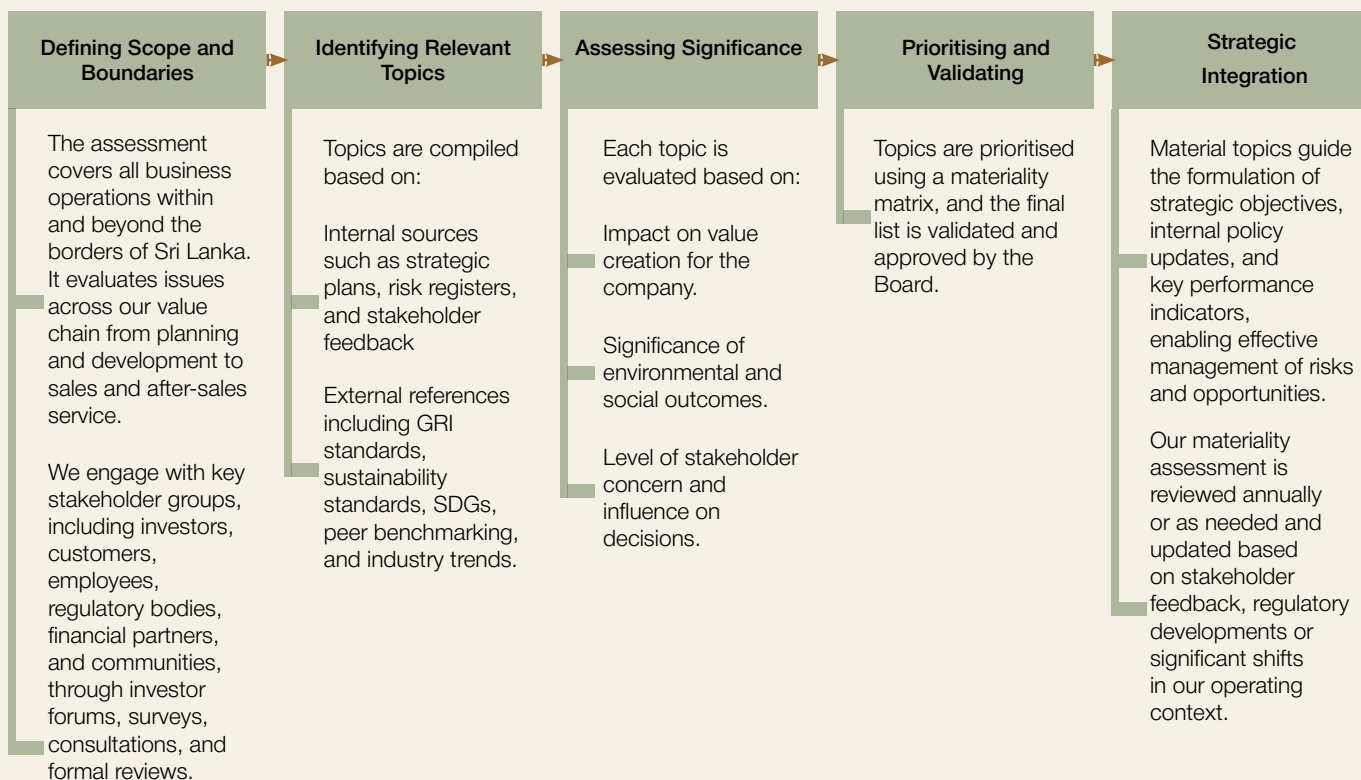 Defining Scope and
Boundaries
The assessment
covers all business
operations within
and beyond the
borders of Sri Lanka.
It evaluates issues
across our value
chain from planning
and development to
sales and after-sales
service.
We engage with key
stakeholder groups,
including investors,
customers,
employees,
regulatory bodies,
financial partners,
and communities,
through investor
forums, surveys,
consultations, and
formal reviews.
Identifying Relevant
Topics
Topics are compiled
based on:
Internal sources
such as strategic
plans, risk registers,
and stakeholder
feedback
External references
including GRI
standards,
sustainability
standards, SDGs,
peer benchmarking,
and industry trends.
Assessing Significance
Each topic is
evaluated based on:
Impact on value
creation for the
company.
Significance of
environmental and
social outcomes.
Level of stakeholder
concern and
influence on
decisions.
Prioritising and
Validating
Topics are prioritised
using a materiality
matrix, and the final
list is validated and
approved by the
Board.
Strategic
Integration
Material topics guide
the formulation of
strategic objectives,
internal policy
updates, and
key performance
indicators,
enabling effective
management of risks
and opportunities.
Our materiality
assessment is
reviewed annually
or as needed and
updated based
on stakeholder
feedback, regulatory
developments or
significant shifts
in our operating
context.